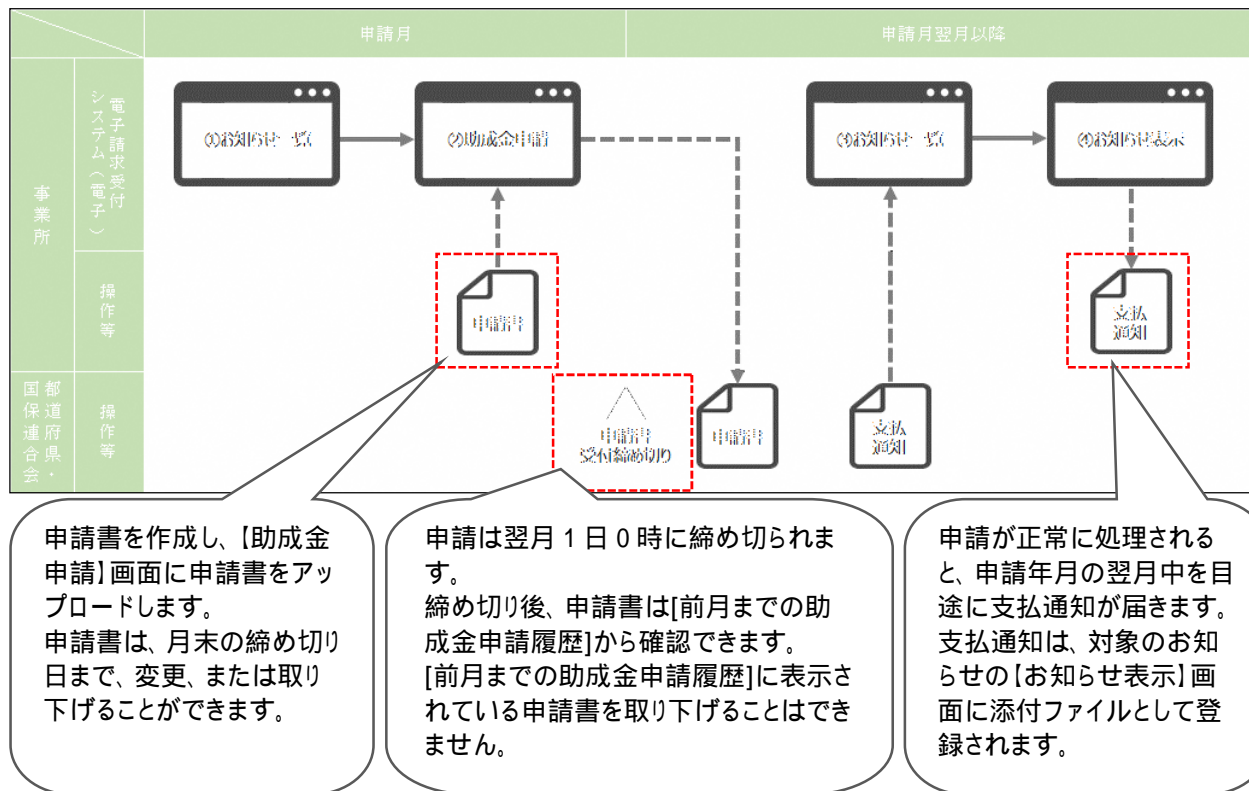 申請月
申請月翌月以降
事業所
電子請求受付
システム（電子）
操作等
都道府県・
国保連合会
操作等
①お知らせ一覧
②助成金申請
③お知らせ一覧
④お知らせ表示
申請書
支払
通知
申請書
受付締め切り
申請書
支払
通知
申請書を作成し、【助成金
申請】画面に申請書をアッ
プロードします。
申請書は、月末の締め切り
日まで、変更、または取り
下げることができます。
申請は翌月１日０時に締め切られま
す。
締め切り後、申請書は[前月までの助
成金申請履歴]から確認できます。
[前月までの助成金申請履歴]に表示さ
れている申請書を取り下げることはでき
ません。
申請が正常に処理される
と、申請年月の翌月中を目
途に支払通知が届きます。
支払通知は、対象のお知
らせの【お知らせ表示】画
面に添付ファイルとして登
録されます。